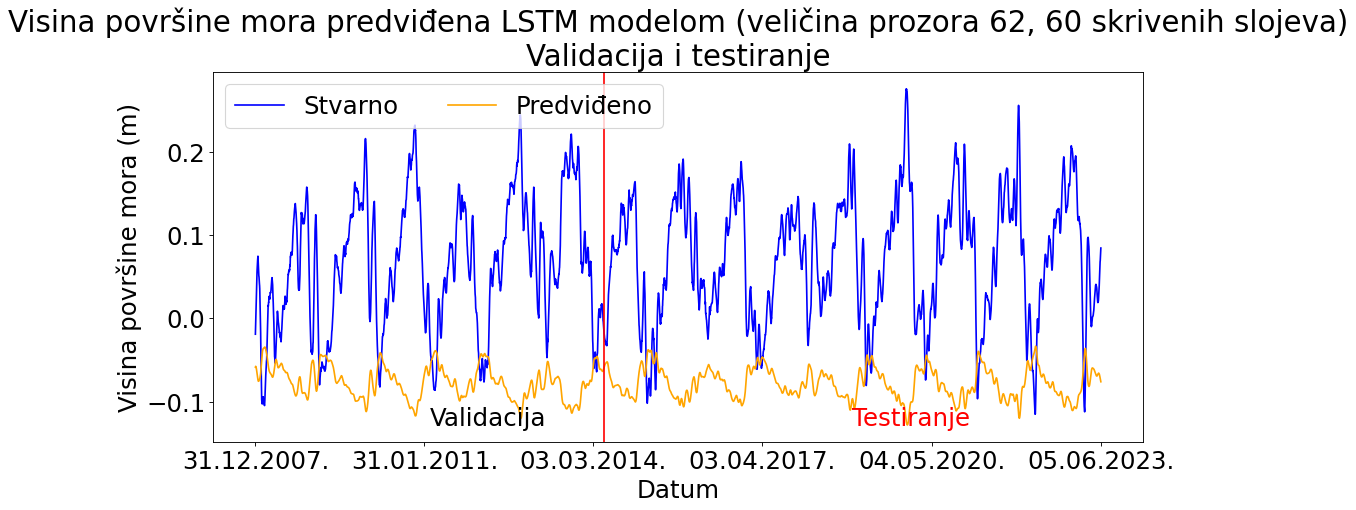 Visina površine mora predviđena LSTM modelom (veličina prozora 62, 60 skrivenih slojeva)
Validacija i testiranje
Stvarno
Predviđeno
Visina površine mora (m)
0.2
0.1
0.0
−0.1
Validacija
Testiranje
31.12.2007.
31.01.2011.
03.03.2014.
03.04.2017.
04.05.2020.
05.06.2023.
Datum